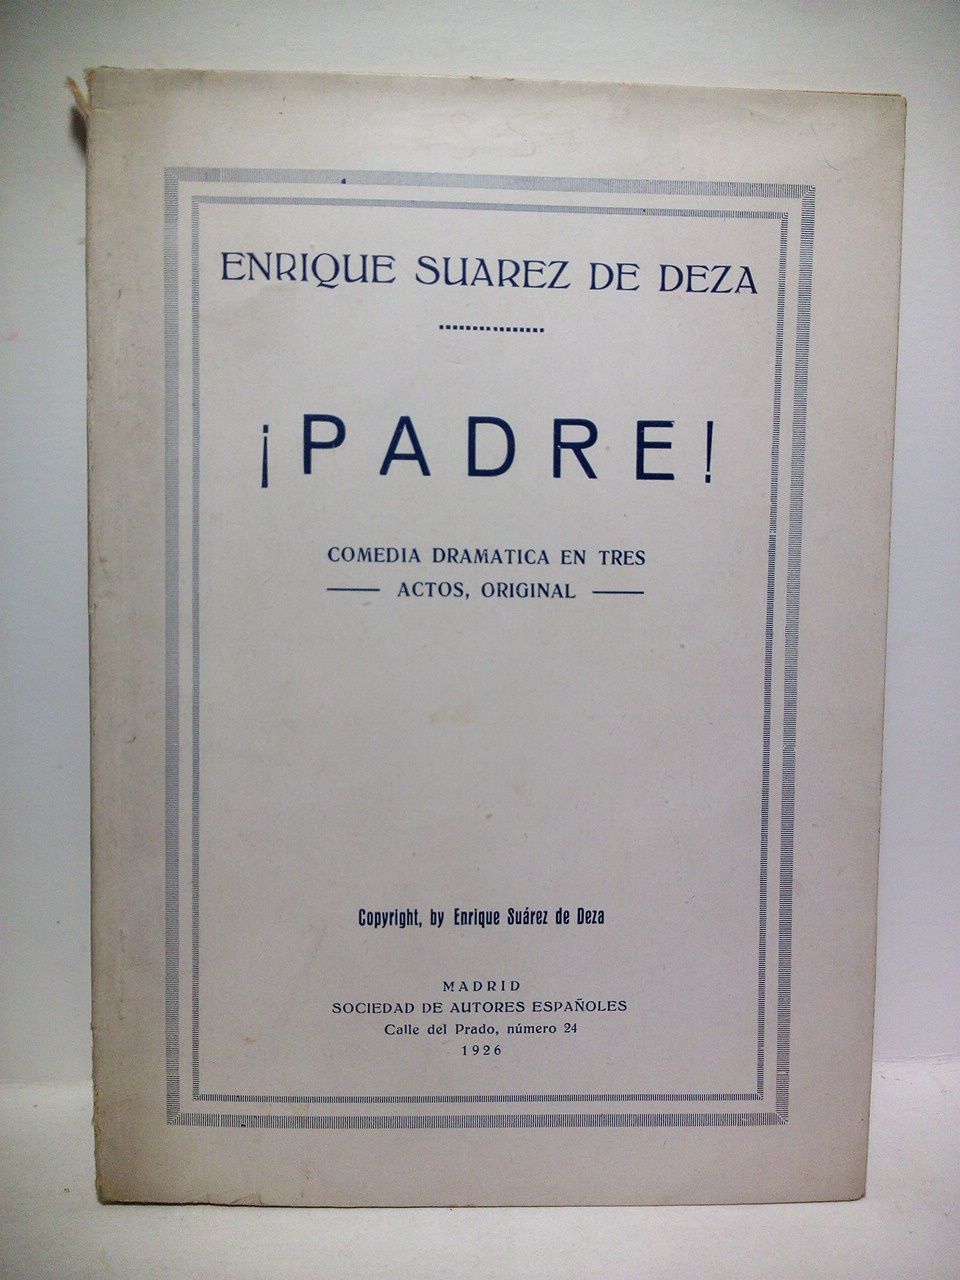 ENRIQUE SUAREZ DE DEZA
¡PADRE!
COMEDIA DRAMATICA EN TRES
ACTOS, ORIGINAL
Copyright, by Enrique Suárez de Deza
MADRID
SOCIEDAD DE AUTORES ESPAÑOLES
Calle del Prado, número 24
1926